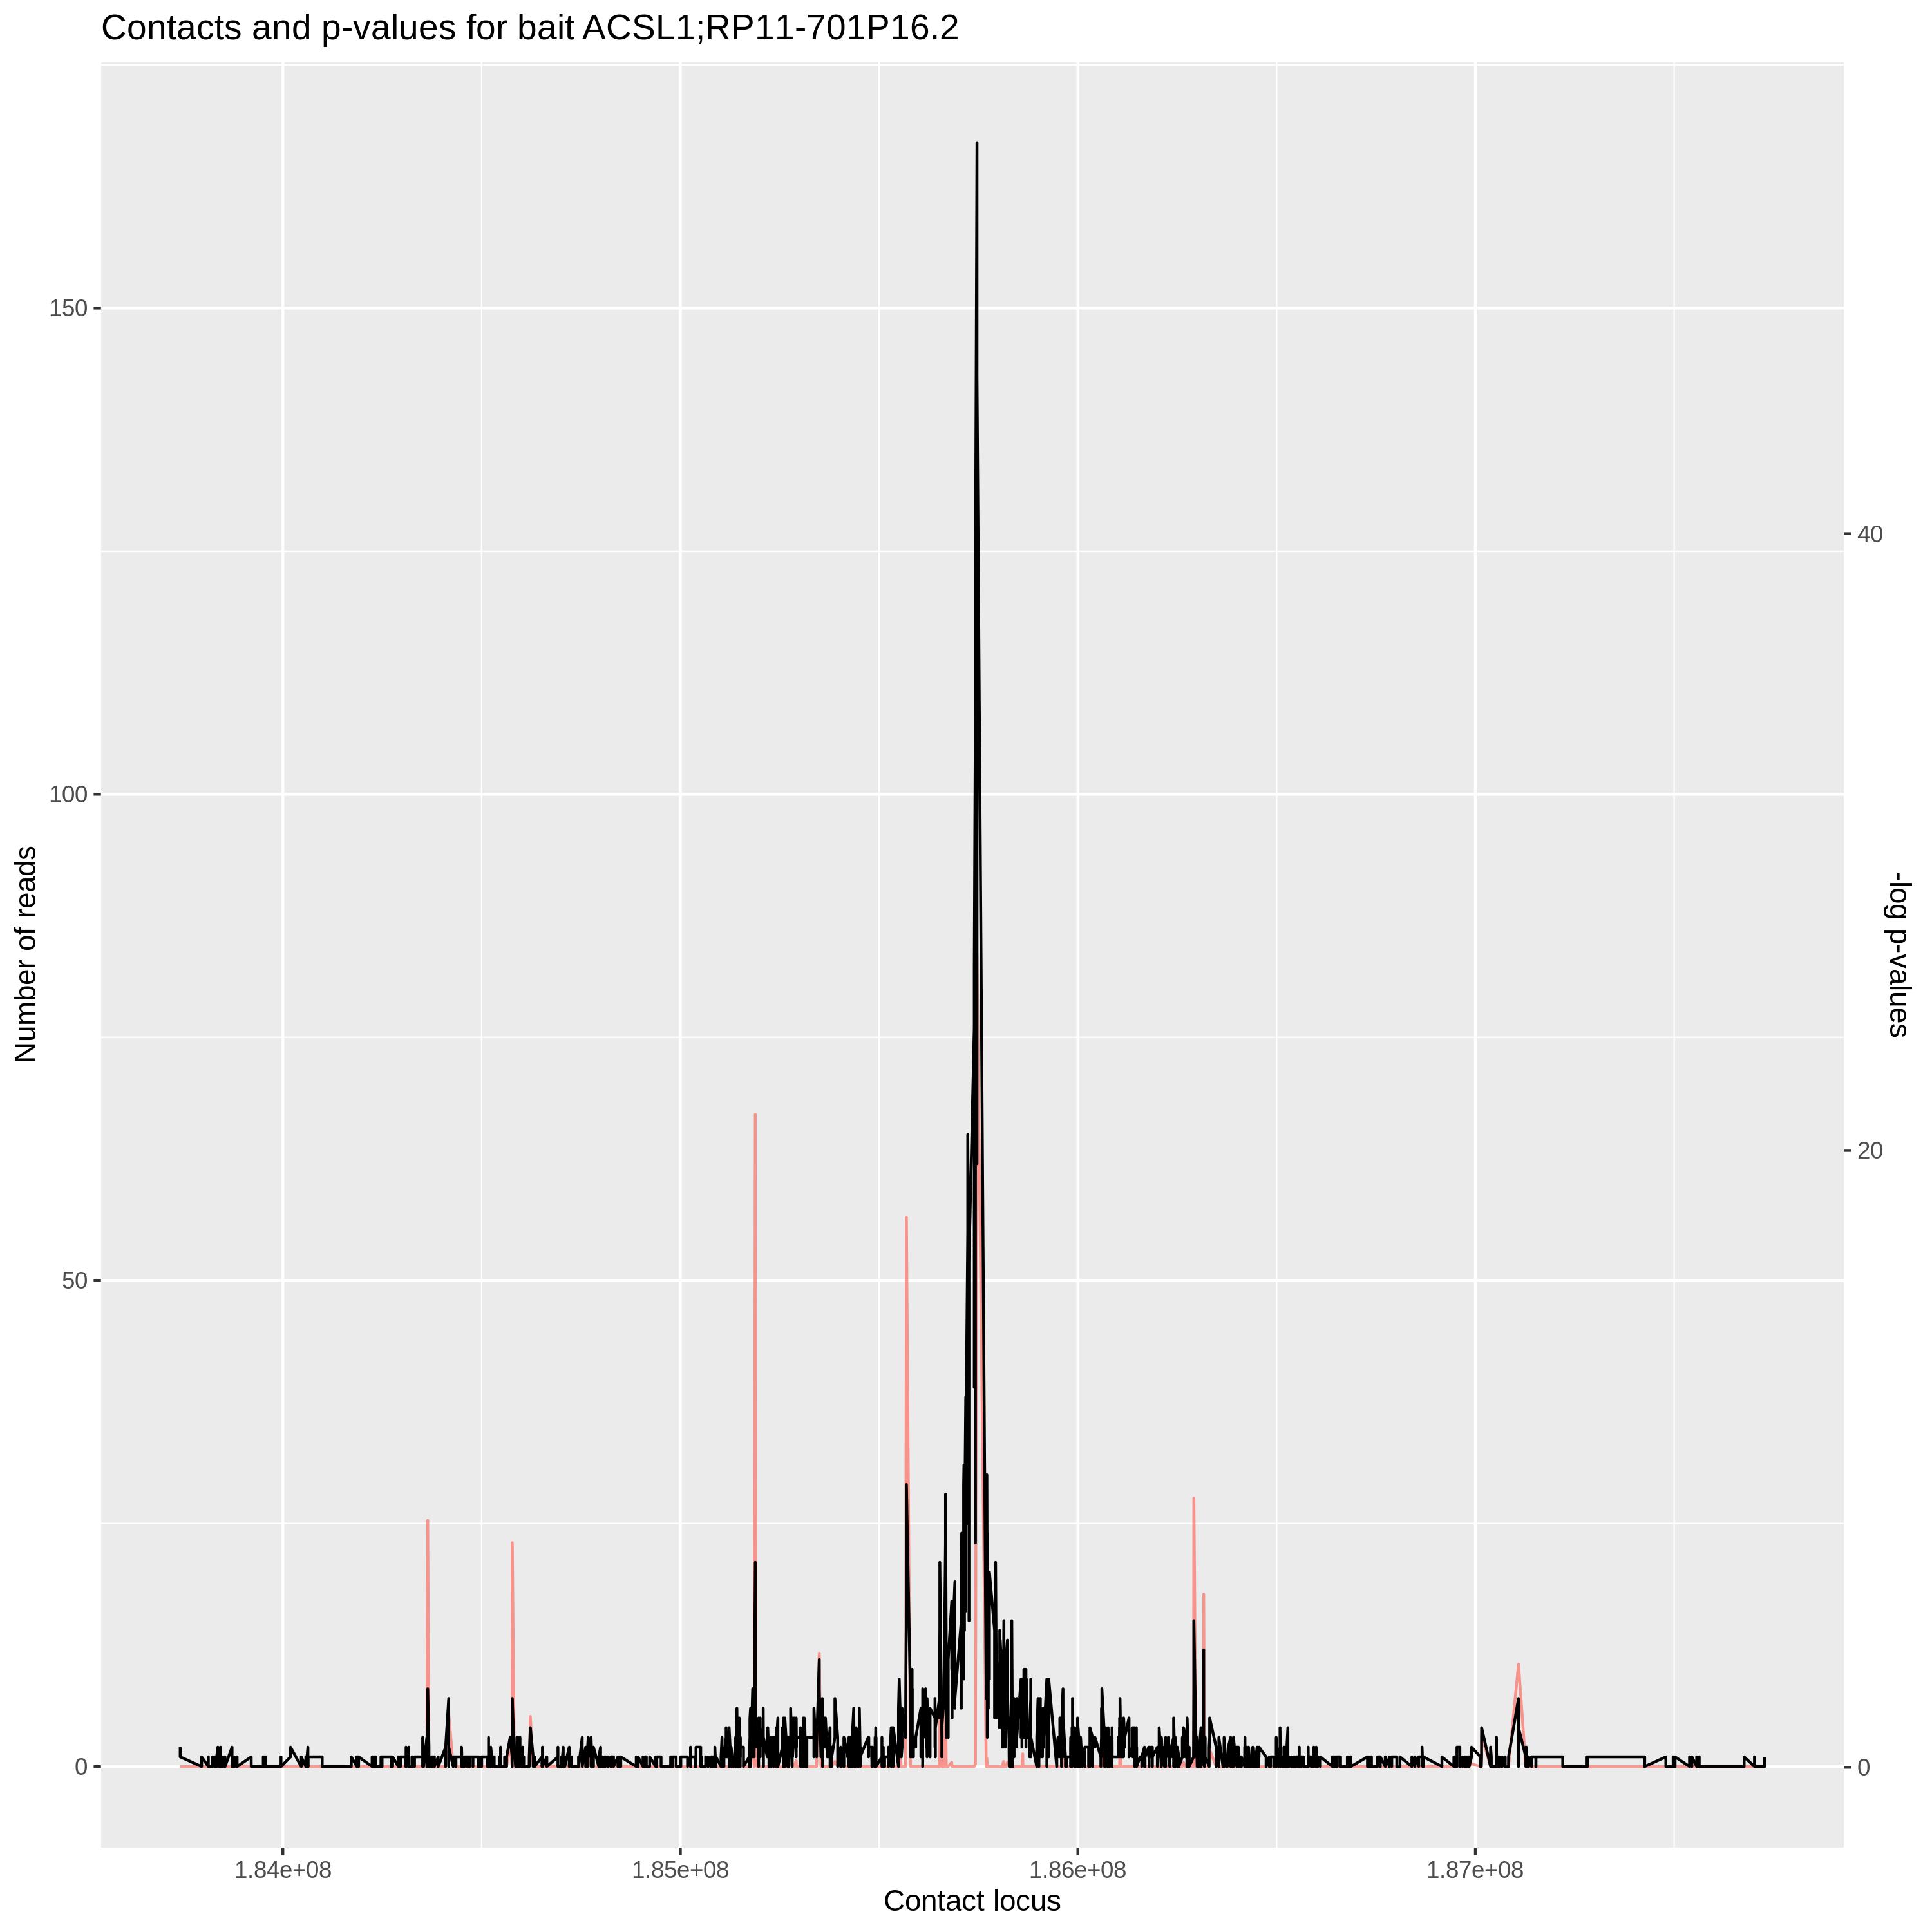 Contacts and p-values for bait ACSL1;RP11-701P16.2
150
100
50
0
Number of reads
40
20
0
-log p-values
1.84e+08
1.85e+08
1.86e+08
1.87e+08
Contact locus